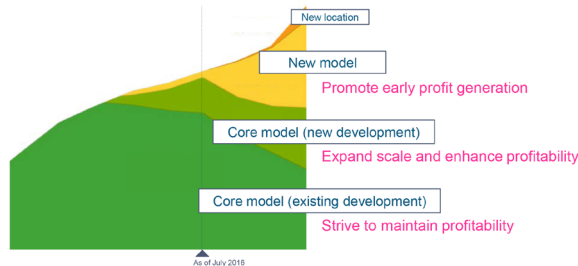 New location
New model
Promote early profit generation
Core model (new development)
Expand scale and enhance profitability
Core model (existing development)
Strive to maintain profitability
As of July 2016